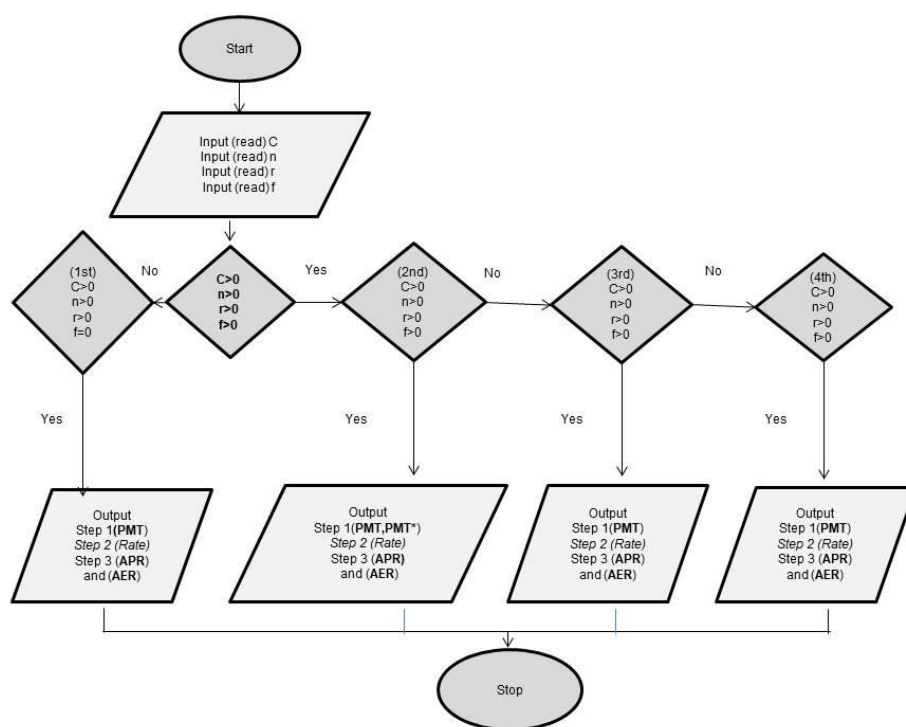 Start
Input (read) C
Input (read) n
Input (read) r
Input (read) f
(1st)
C>0
n>0
r>0
f=0
No
C>0
n>0
r>0
f>0
Yes
(2nd)
C>0
n>0
r>0
f>0
No
(3rd)
C>0
n>0
r>0
f>0
No
(4th)
C>0
n>0
r>0
f>0
Yes
Yes
Yes
Yes
Output
Step 1(PMT)
Step 2 (Rate)
Step 3 (APR)
and (AER)
Output
Step 1(PMT,PMT*)
Step 2 (Rate)
Step 3 (APR)
and (AER)
Output
Step 1(PMT)
Step 2 (Rate)
Step 3 (APR)
and (AER)
Output
Step 1(PMT)
Step 2 (Rate)
Step 3 (APR)
and (AER)
Stop